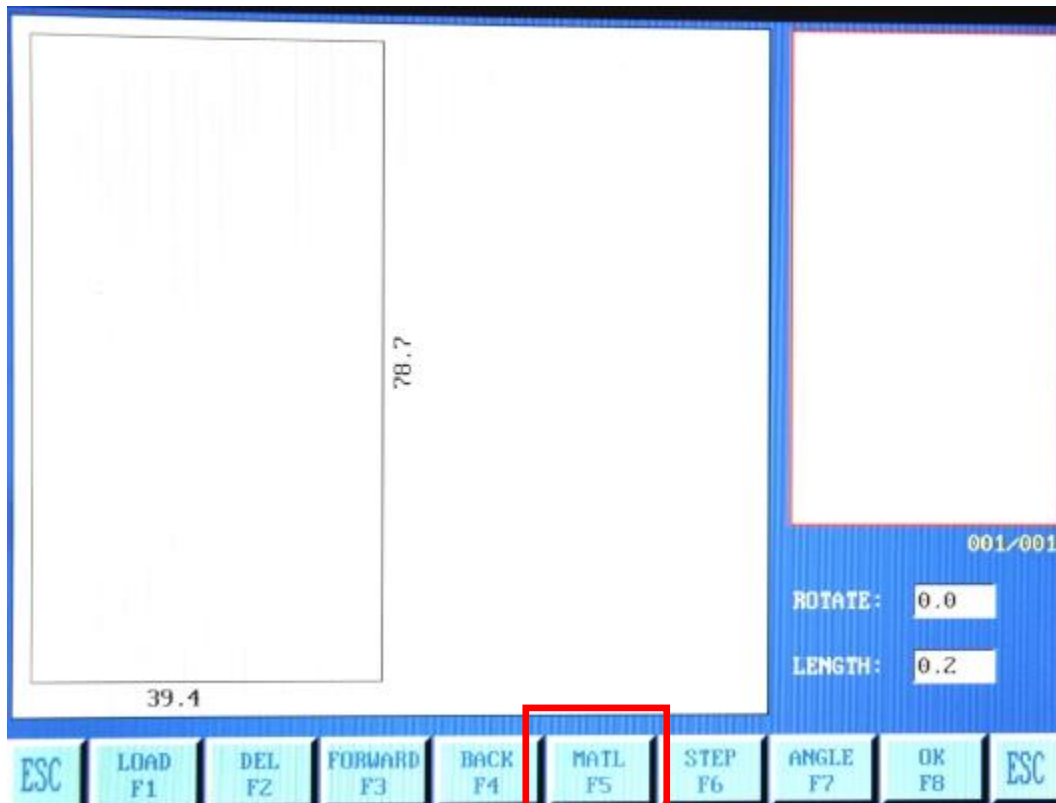 78.7
39.4
001/001
ROTATE: 0.0
LENGTH: 0.2
ESC
LOAD
F1
DEL
F2
FORWARD
F3
BACK
F4
MATL
F5
STEP
F6
ANGLE
F7
OK
F8
ESC